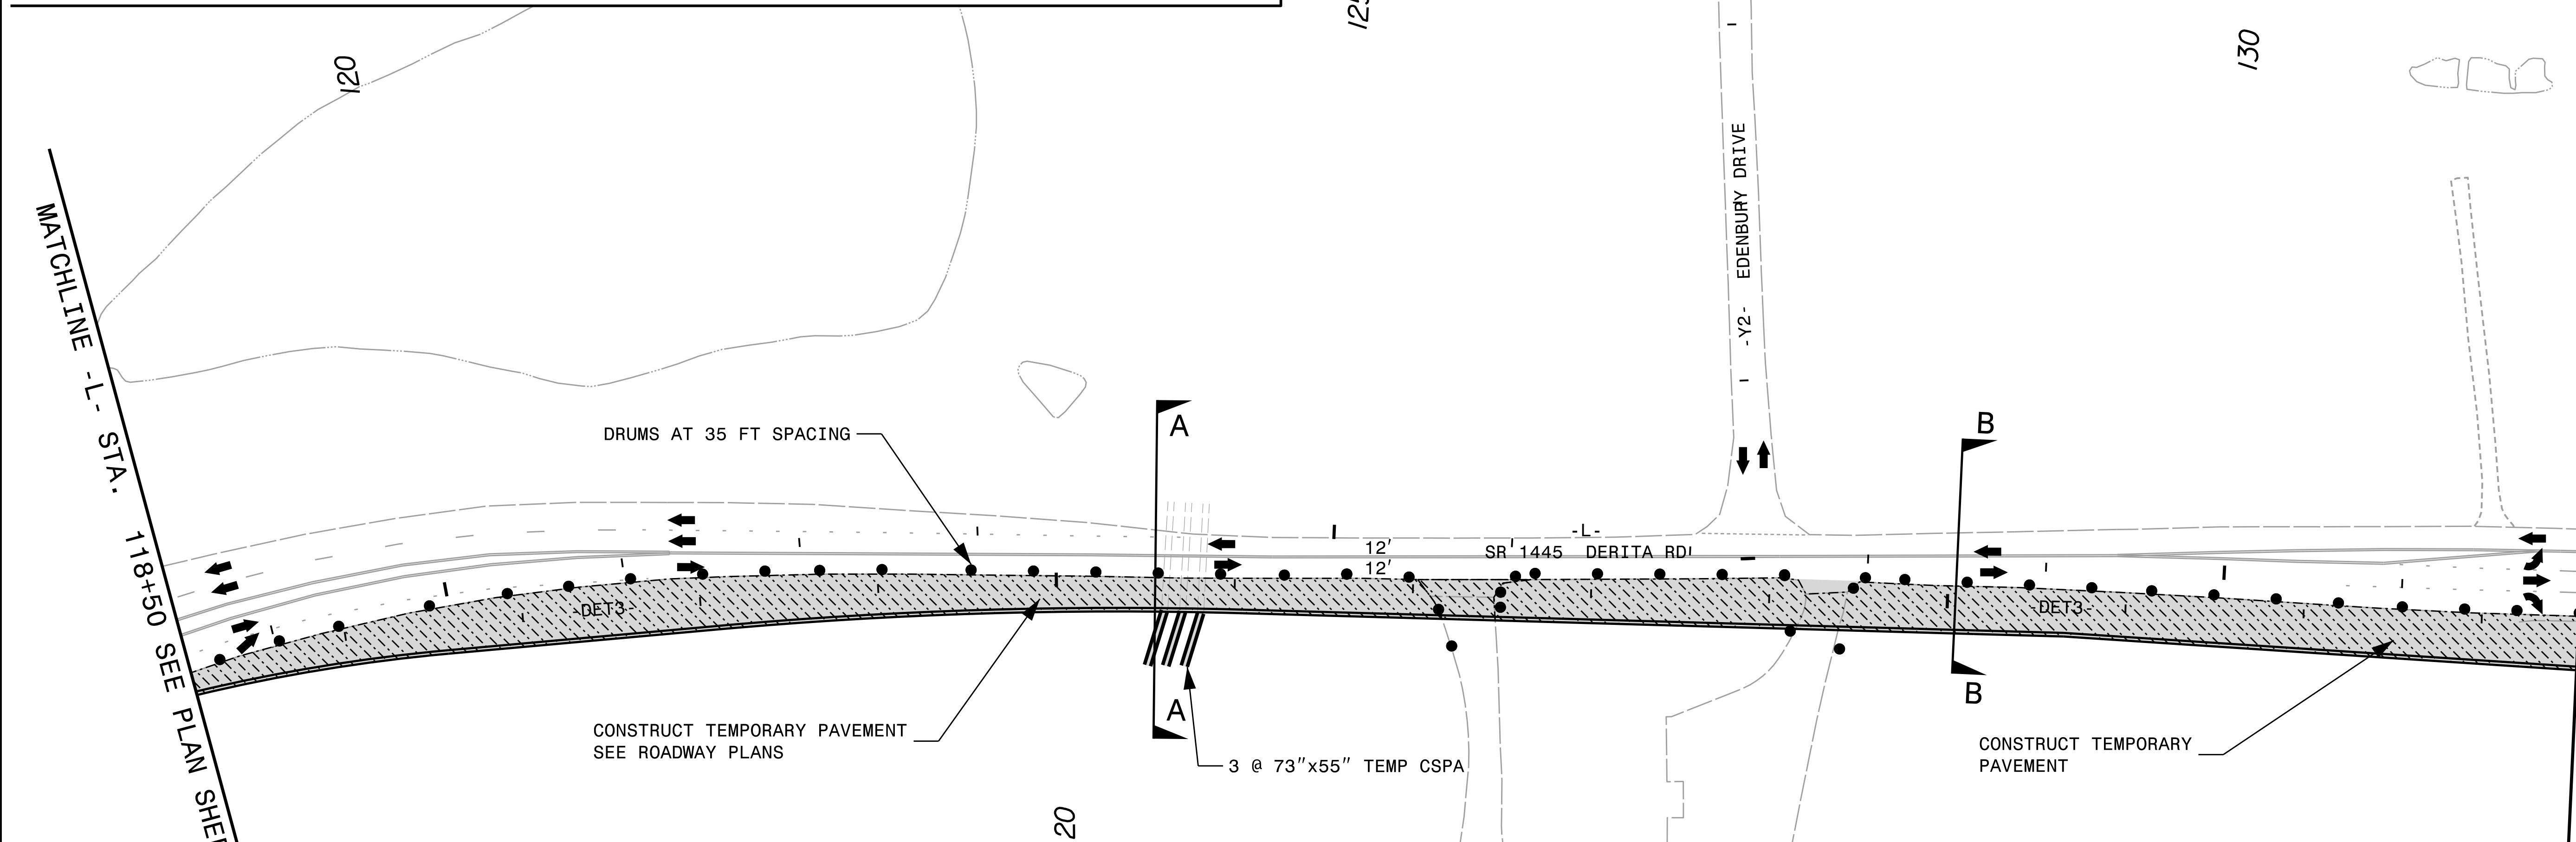 120
125
130
MATCHLINE -L- STA. 118+50 SEE PLAN
EDENBURY DRIVE
-Y2-
DRUMS AT 35 FT SPACING
A
B
-L-
12'
SR 1445 DERITA RD
12'
-DET3-
-DET3-
A
B
CONSTRUCT TEMPORARY PAVEMENT
SEE ROADWAY PLANS
3 @ 73"x55" TEMP CSPA
CONSTRUCT TEMPORARY
PAVEMENT
20